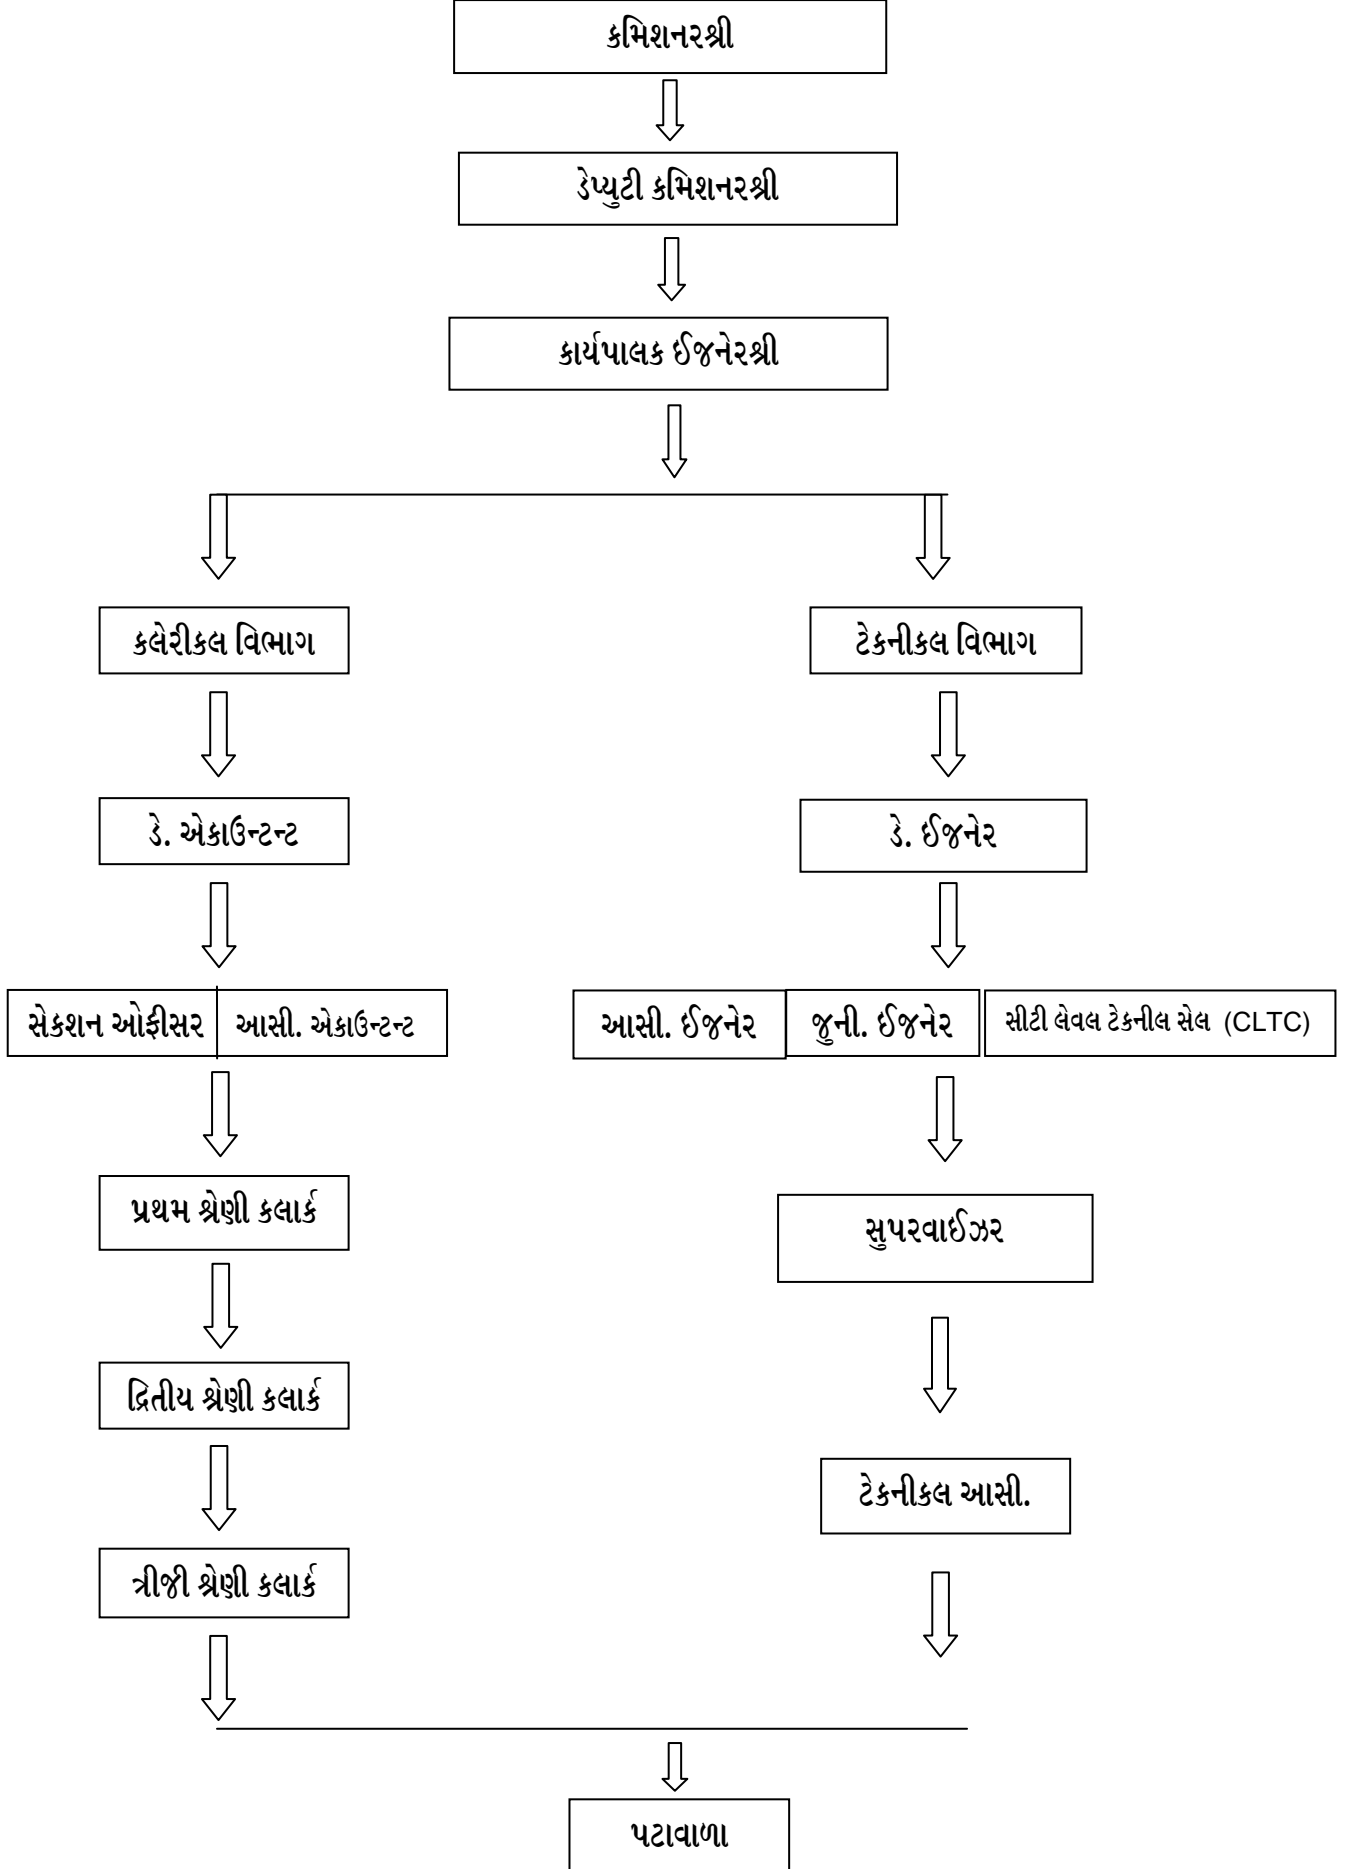 કમિશનરશ્રી
ડેપ્યુટી કમિશનરશ્રી
કાર્યપાલક ઈજનેરશ્રી
કલેરીકલ વિભાગ
ટેકનીકલ વિભાગ
ડે. એકાઉન્ટન્ટ
ડે. ઈજનેર
સેકશન ઓફીસર
આસી. એકાઉન્ટન્ટ
આસી. ઈજનેર
જુની. ઈજનેર
સીટી લેવલ ટેકનીલ સેલ (CLTC)
પ્રથમ શ્રેણી કલાર્ક
સુપરવાઈઝર
દ્રિતીય શ્રેણી કલાર્ક
ટેકનીકલ આસી.
ત્રીજી શ્રેણી કલાર્ક
પટાવાળા